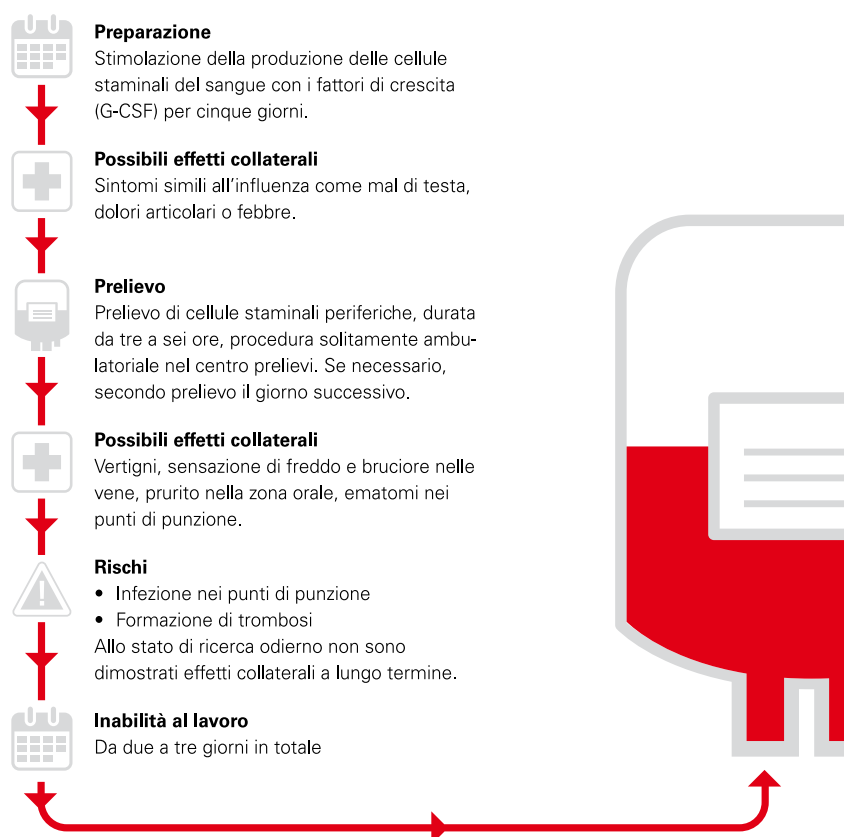 Preparazione
Stimolazione della produzione delle cellule
staminali del sangue con i fattori di crescita
(G-CSF) per cinque giorni.
Possibili effetti collaterali
Sintomi simili all’influenza come mal di testa,
dolori articolari o febbre.
Prelievo
Prelievo di cellule staminali periferiche, durata
da tre a sei ore, procedura solitamente ambu-
latoriale nel centro prelievi. Se necessario,
secondo prelievo il giorno successivo.
Possibili effetti collaterali
Vertigni, sensazione di freddo e bruciore nelle
vene, prurito nella zona orale, ematomi nei
punti di punzione.
Rischi
• Infezione nei punti di punzione
• Formazione di trombosi
Allo stato di ricerca odierno non sono
dimostrati effetti collaterali a lungo termine.
Inabilità al lavoro
Da due a tre giorni in totale